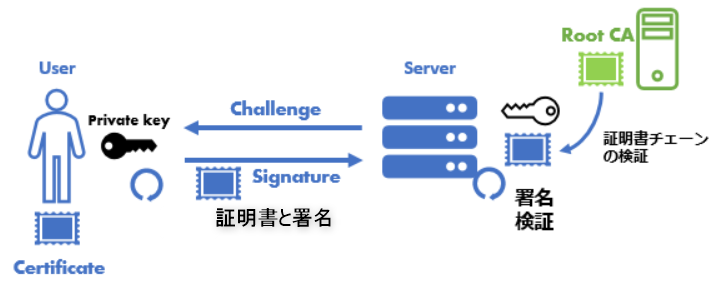 Root CA
User
Server
Private key
Challenge
証明書チェーン
の検証
Signature
証明書と署名
署名
検証
Certificate